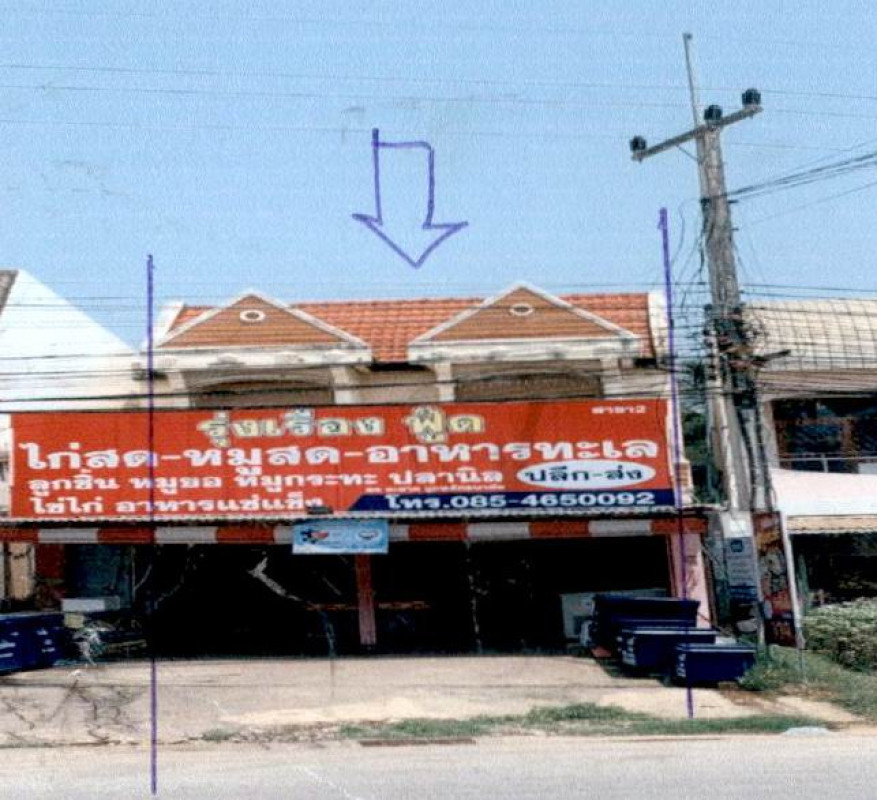 รุ่งเรือง ฟู้ด
สาขา2
ไก่สด-หมูสด-อาหารทะเล
ลูกชิ้น หมูยอ ที่มูกระทะ ปลานิล ปลีก-ส่ง
ไข่ไก่ อาหารแช่แข็ง
โทร.085-4650092